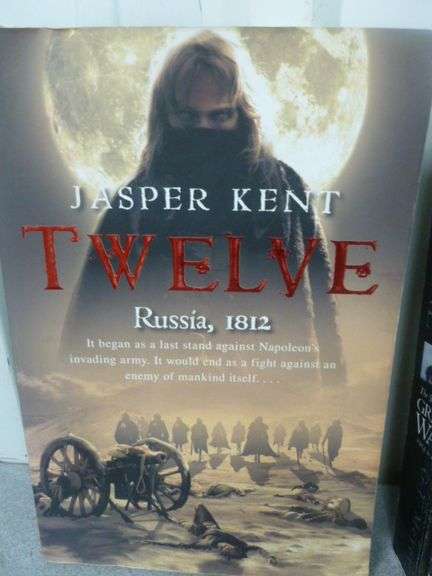 JASPER KENT
TWELVE
Russia, 1812
It began as a last stand against Napoleon's
invading army. It would end as a fight against an
enemy of mankind itself. . . .